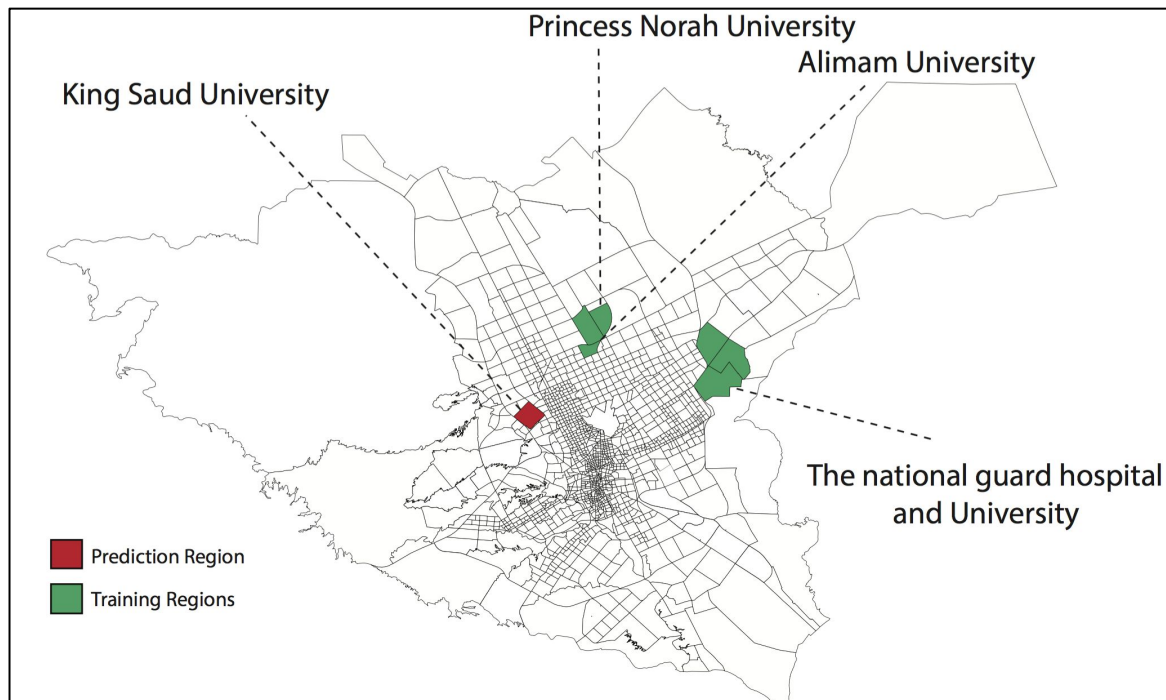 Princess Norah University
Alimam University
King Saud University
The national guard hospital
and University
Prediction Region
Training Regions